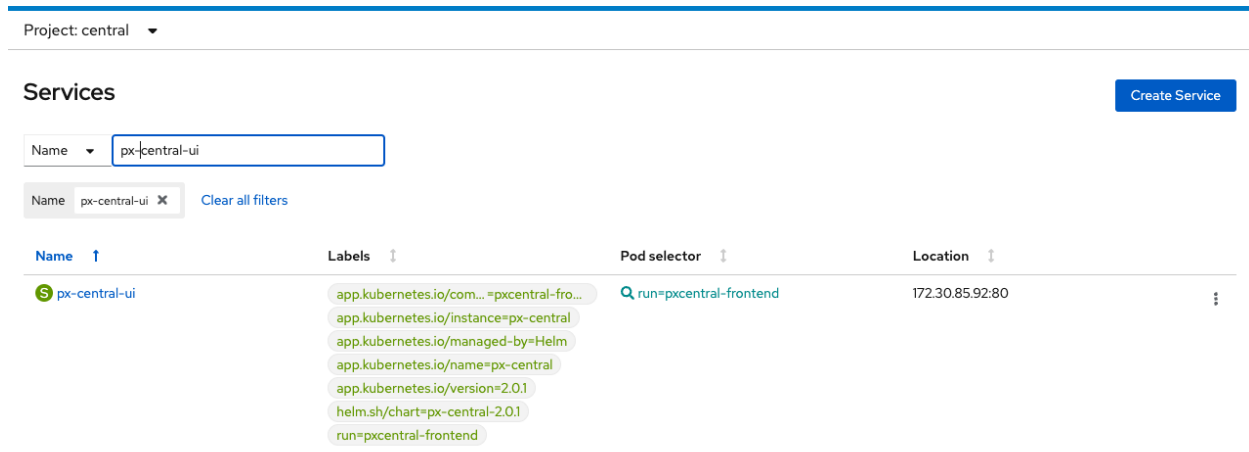 Project: central
Services
Create Service
Name px-central-ui
Name px-central-ui Clear all filters
Name Labels Pod selector Location
S px-central-ui app.kubernetes.io/com... =pxcentral-fro... run=pxcentral-frontend 172.30.85.92:80
app.kubernetes.io/instance=px-central
app.kubernetes.io/managed-by=Helm
app.kubernetes.io/name=px-central
app.kubernetes.io/version=2.0.1
helm.sh/chart=px-central-2.0.1
run=pxcentral-frontend